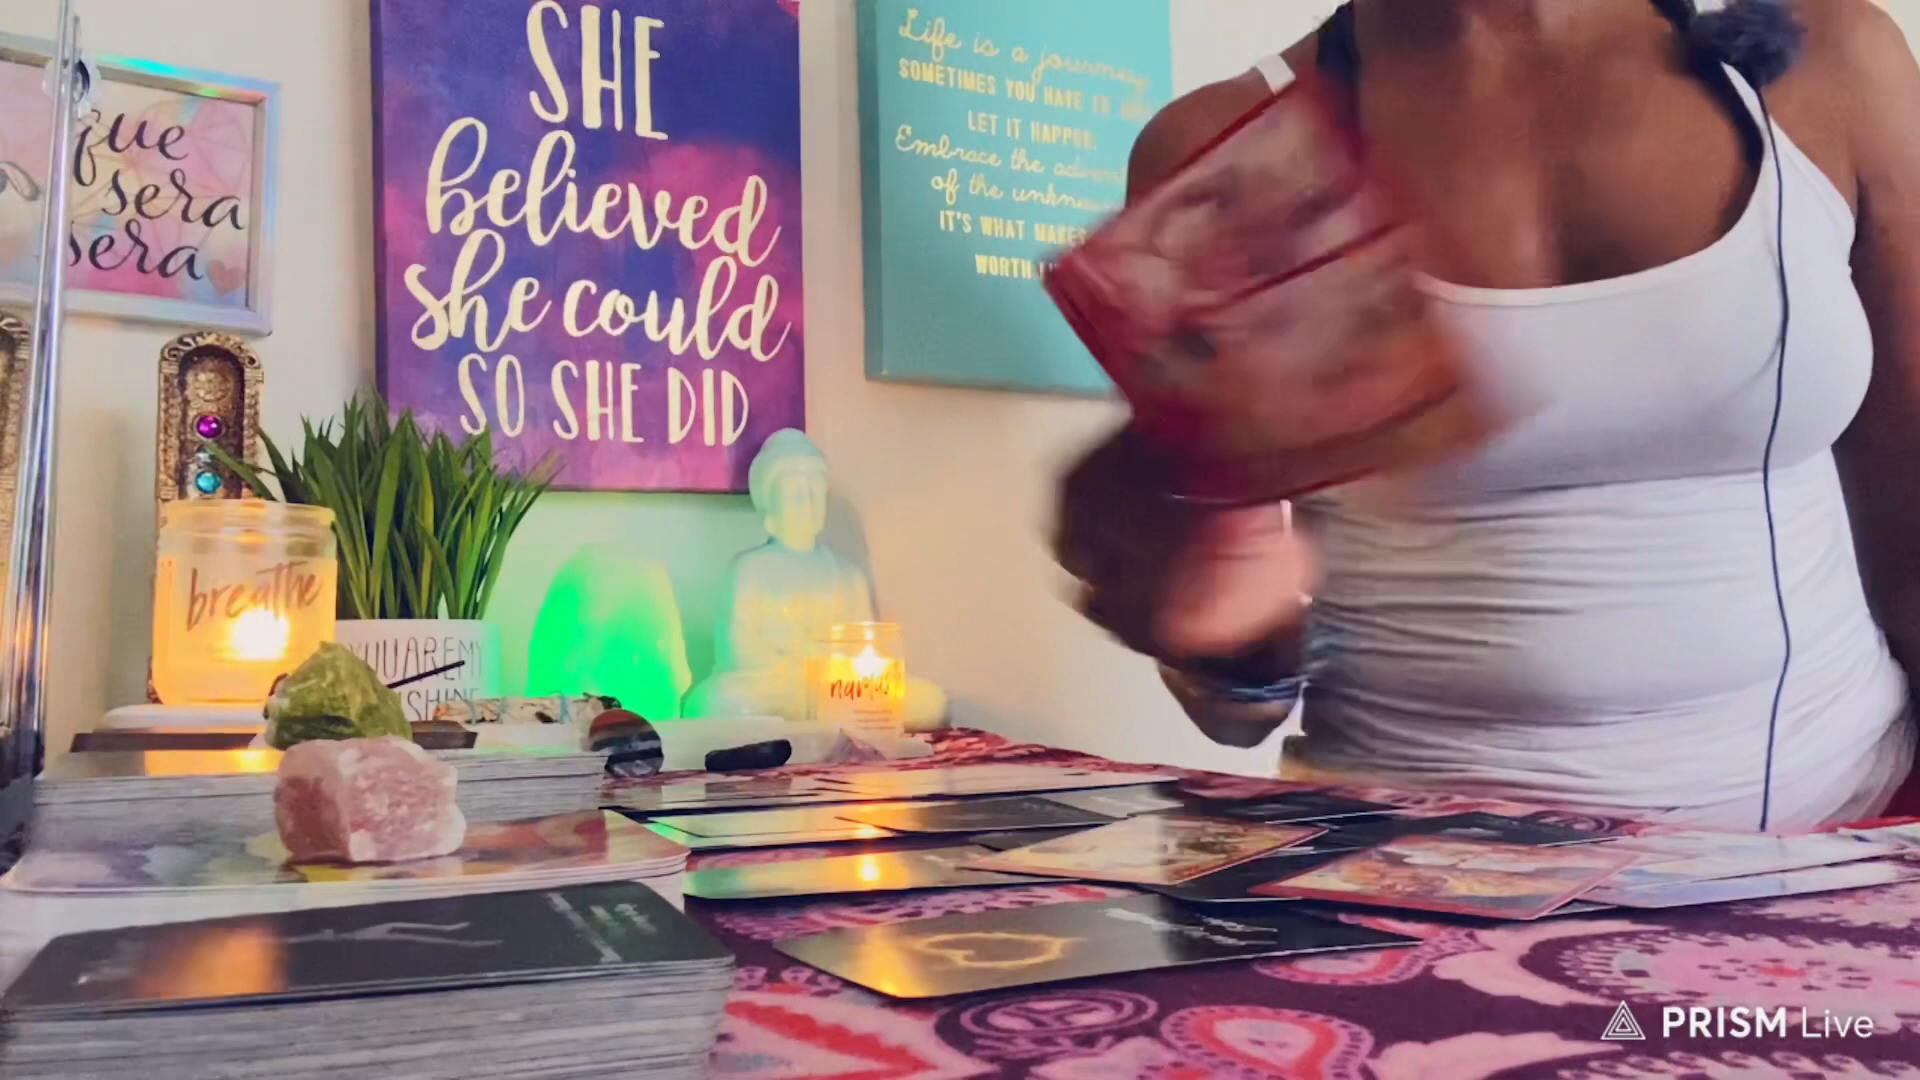 que
sera
sera
SHE
believed
she could
SO SHE DID
Life is a journey
SOMETIMES YOU HAVE TO
LET IT HAPPEN.
Embrace the
of the
IT'S WHAT MAKES
WORTH
breathe
PRISM Live